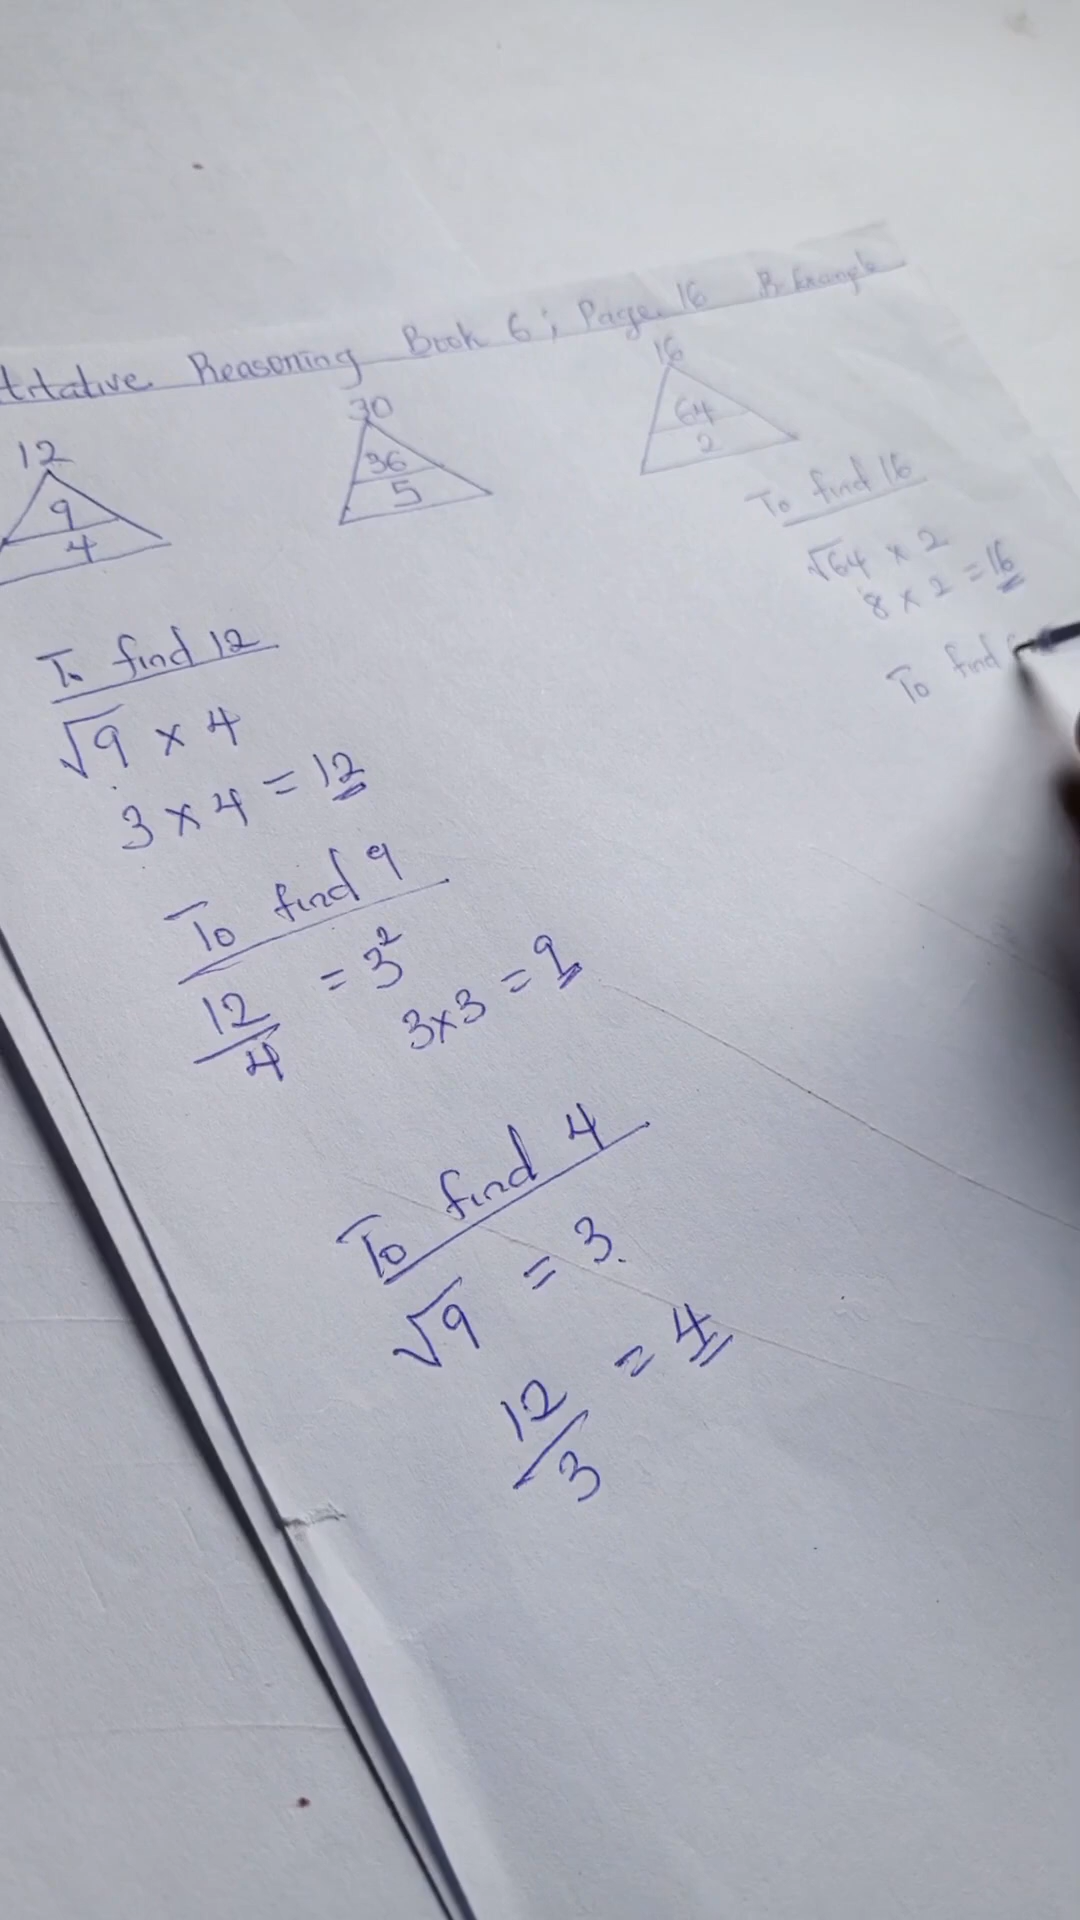 titative Reasoning Book 6; Page. 16 B Example
12
9
4
30
36
5
16
64
2
To find 12
√9 × 4
3 × 4 = 12
To find 9
12/4 = 3²
3×3 = 9
To find 4
√9 = 3.
12/3 = 4
To find 16
√64 × 2
8 × 2 = 16
To find